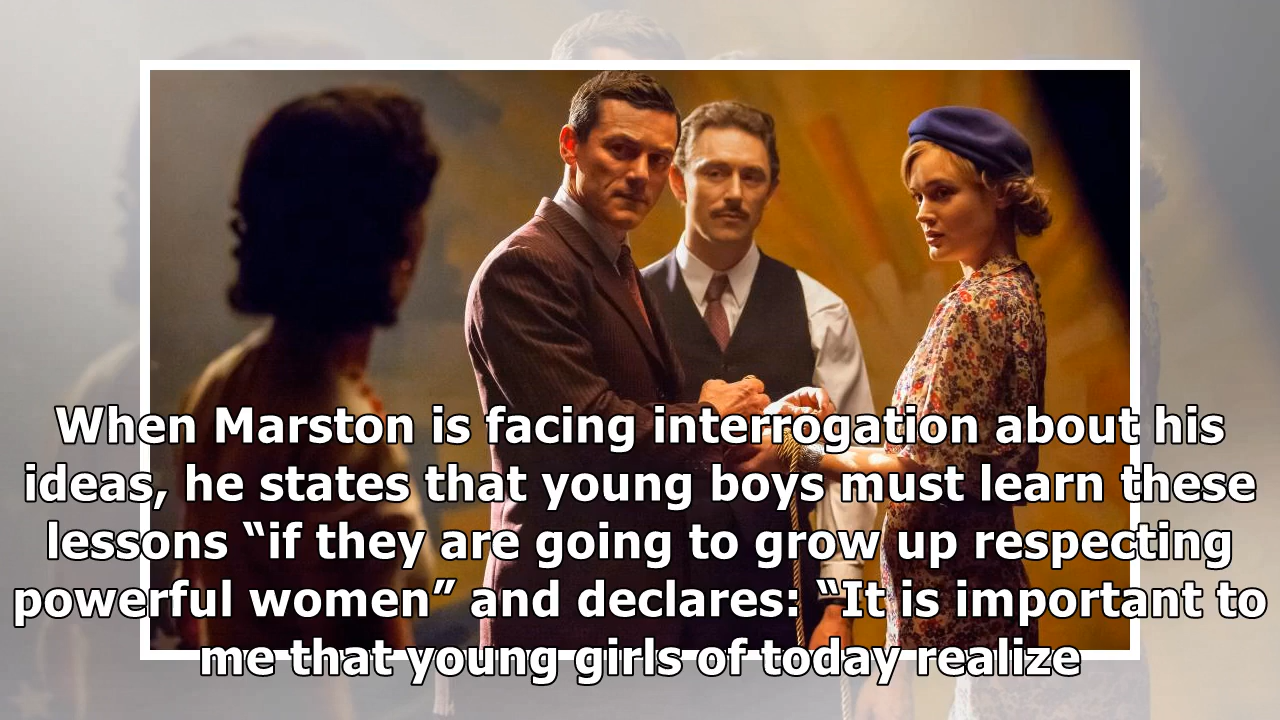 When Marston is facing interrogation about his
ideas, he states that young boys must learn these
lessons “if they are going to grow up respecting
powerful women” and declares: “It is important to
me that young girls of today realize